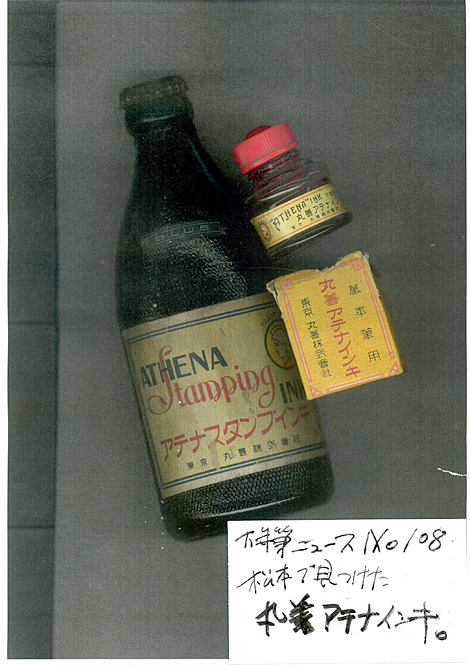 BLUE
ATHENA
Stamping
INK
アテナスタンプインキ
東京 丸善株式会社
"ATHENA" INK
丸善アテナインキ
萬年筆用
丸善アテナインキ
東京 丸善株式会社
万年筆ニュース No108
松本で見つけた
丸善アテナインキ。